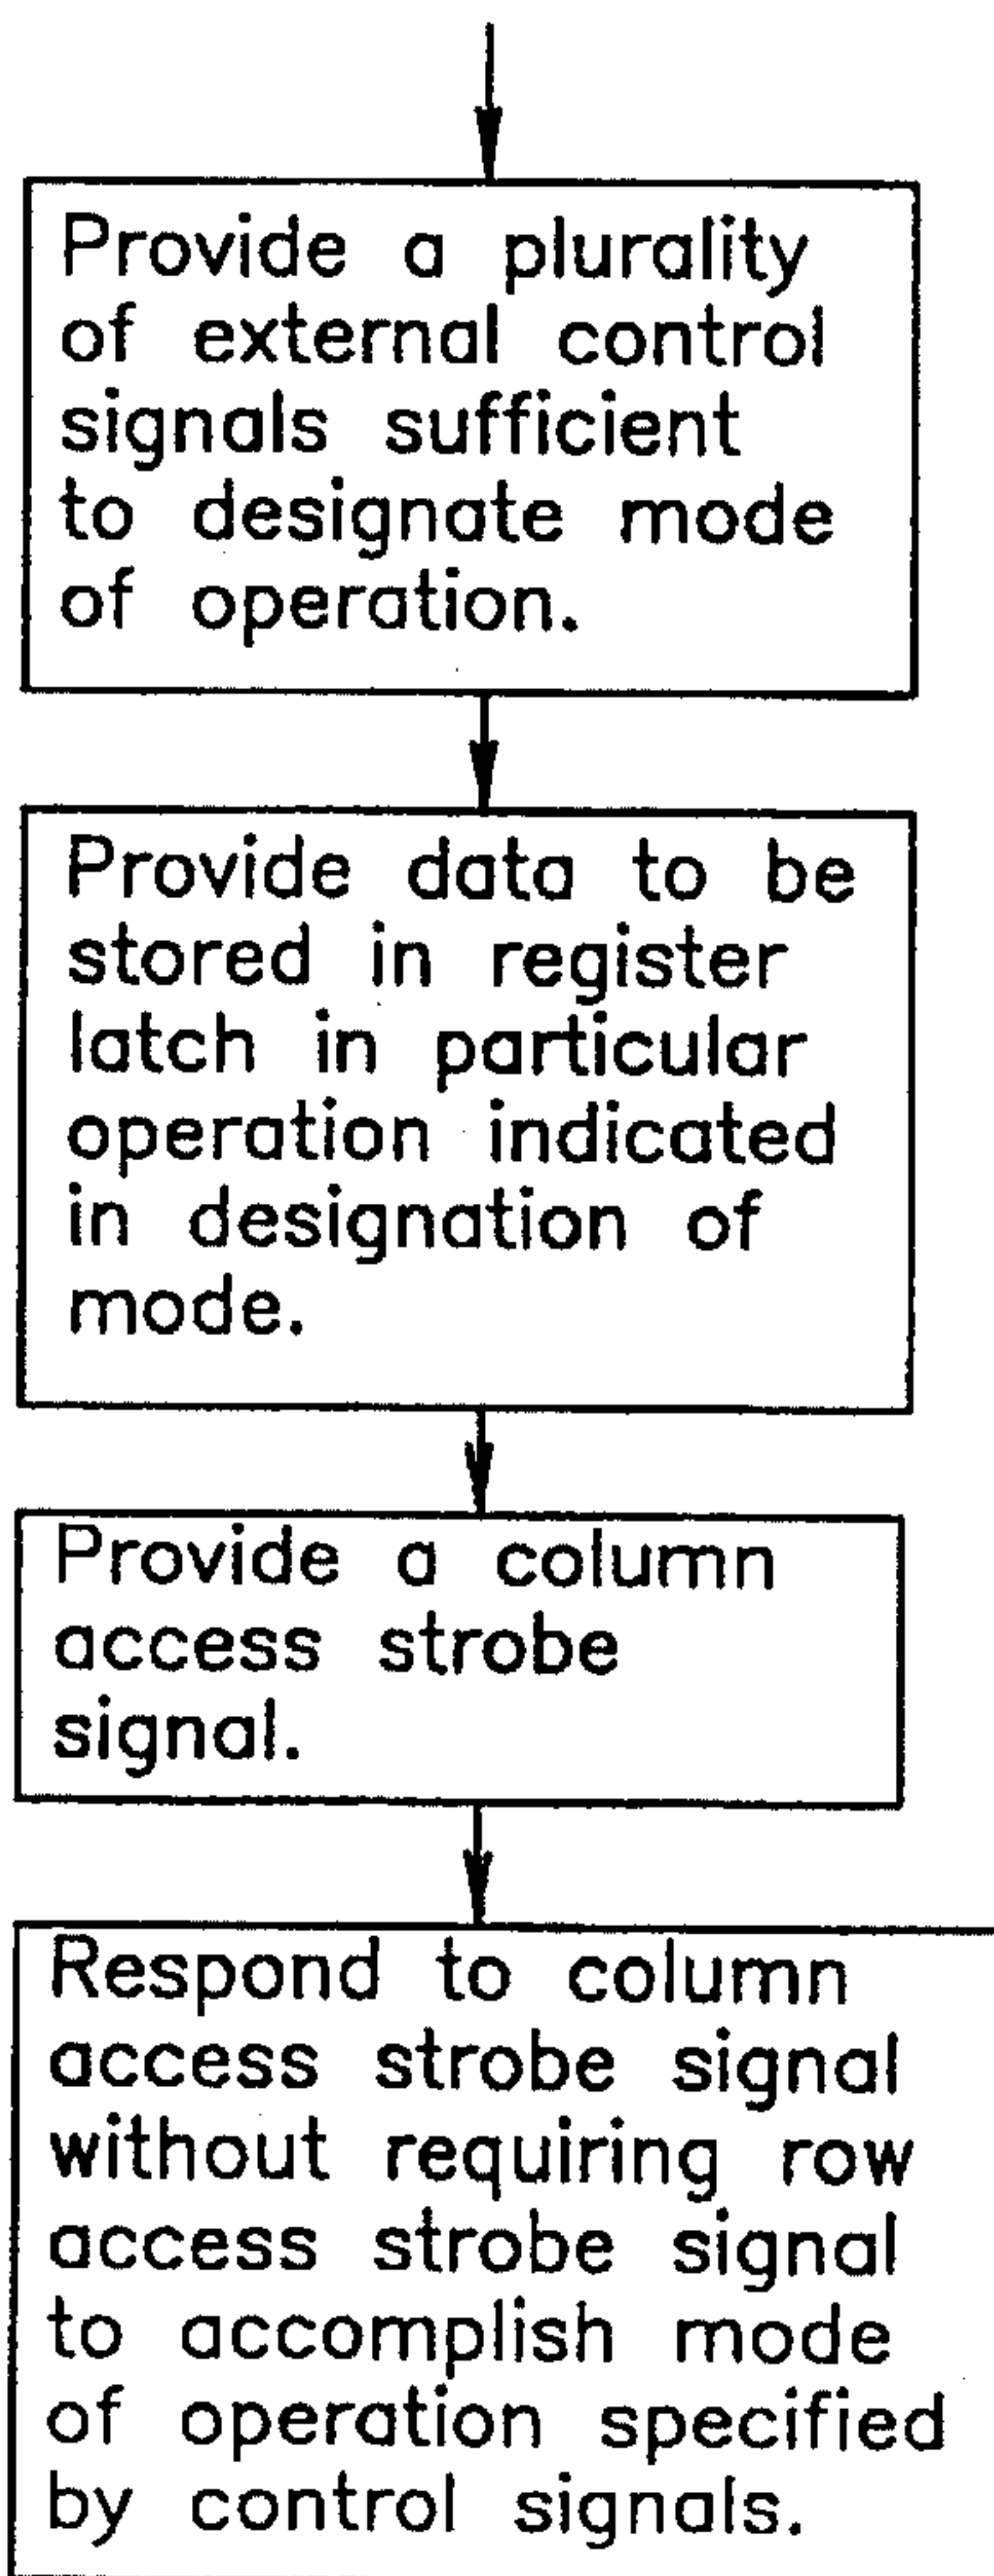 Provide a plurality
of external control
signals sufficient
to designate mode
of operation.
Provide data to be
stored in register
latch in particular
operation indicated
in designation of
mode.
Provide a column
access strobe
signal.
Respond to column
access strobe signal
without requiring row
access strobe signal
to accomplish mode
of operation specified
by control signals.